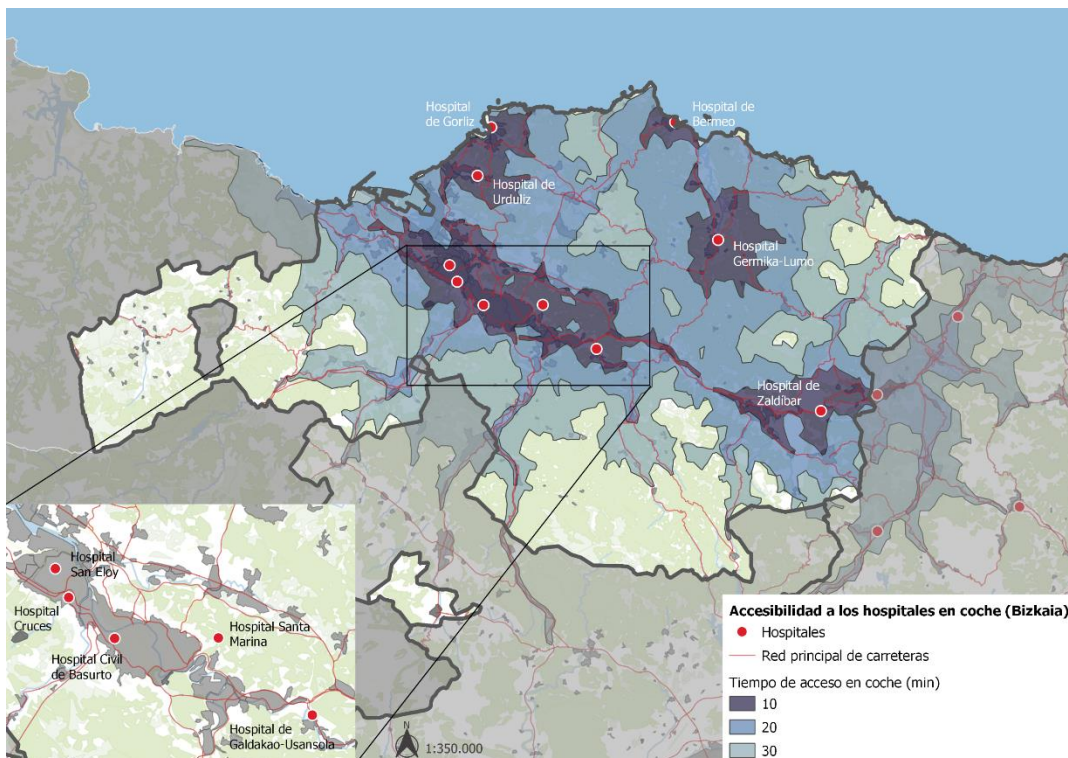 Hospital
de Gorliz
Hospital de
Bermeo
Hospital de
Urduliz
Hospital
Gernika-Lumo
Hospital de
Zaldíbar
Hospital
San Eloy
Hospital
Cruces
Hospital Santa
Marina
Hospital Civil
de Basurto
Hospital de
Galdakao-Usansola
N
1:350.000
Accesibilidad a los hospitales en coche (Bizkaia)
Hospitales
Red principal de carreteras
Tiempo de acceso en coche (min)
10
20
30